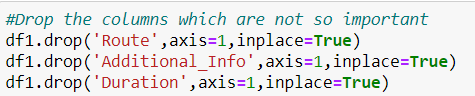 #Drop the columns which are not so important
df1.drop('Route',axis=1,inplace=True)
df1.drop('Additional_Info',axis=1,inplace=True)
df1.drop('Duration',axis=1,inplace=True)